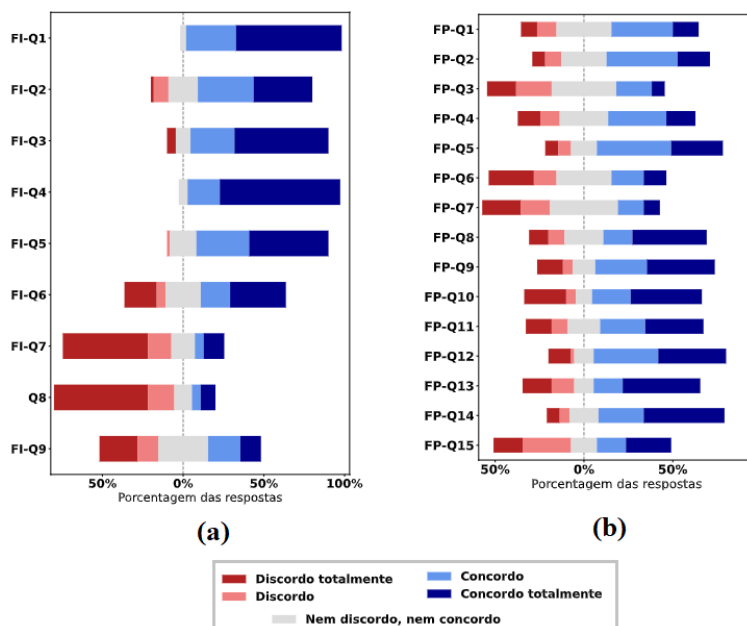 FI-Q1
FI-Q2
FI-Q3
FI-Q4
FI-Q5
FI-Q6
FI-Q7
Q8
FI-Q9
50% 0% 50% 100%
Porcentagem das respostas
(a)
FP-Q1
FP-Q2
FP-Q3
FP-Q4
FP-Q5
FP-Q6
FP-Q7
FP-Q8
FP-Q9
FP-Q10
FP-Q11
FP-Q12
FP-Q13
FP-Q14
FP-Q15
50% 0% 50%
Porcentagem das respostas
(b)
Discordo totalmente
Discordo
Concordo
Concordo totalmente
Nem discordo, nem concordo